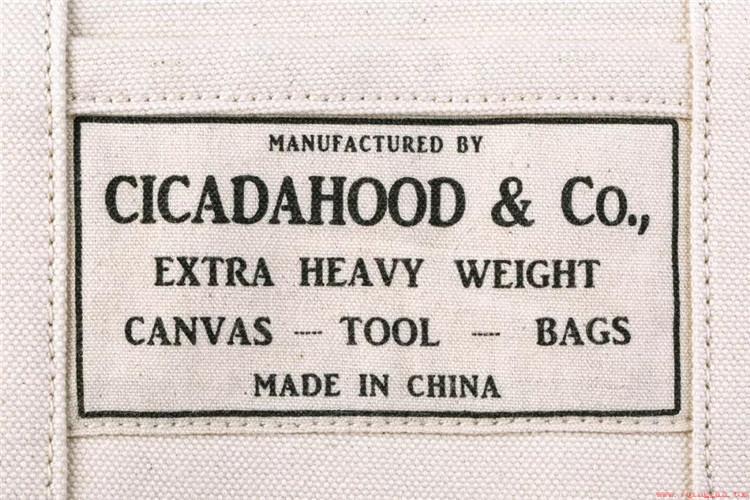 MANUFACTURED BY
CICADAHOOD & Co.,
EXTRA HEAVY WEIGHT
CANVAS — TOOL — BAGS
MADE IN CHINA